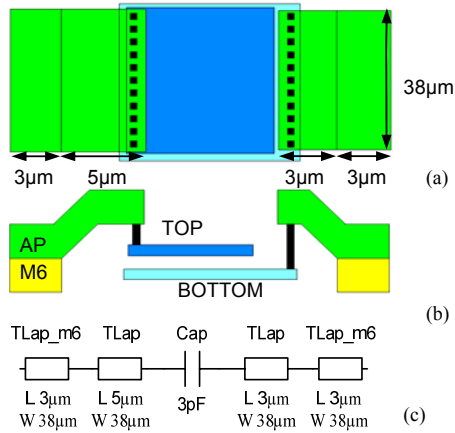 38μm
3μm
5μm
3μm
3μm
(a)
TOP
AP
M6
BOTTOM
(b)
TLap_m6
TLap
Cap
TLap
TLap_m6
L 3μm
L 5μm
3pF
L 3μm
L 3μm
W 38μm
W 38μm
W 38μm
W 38μm
(c)